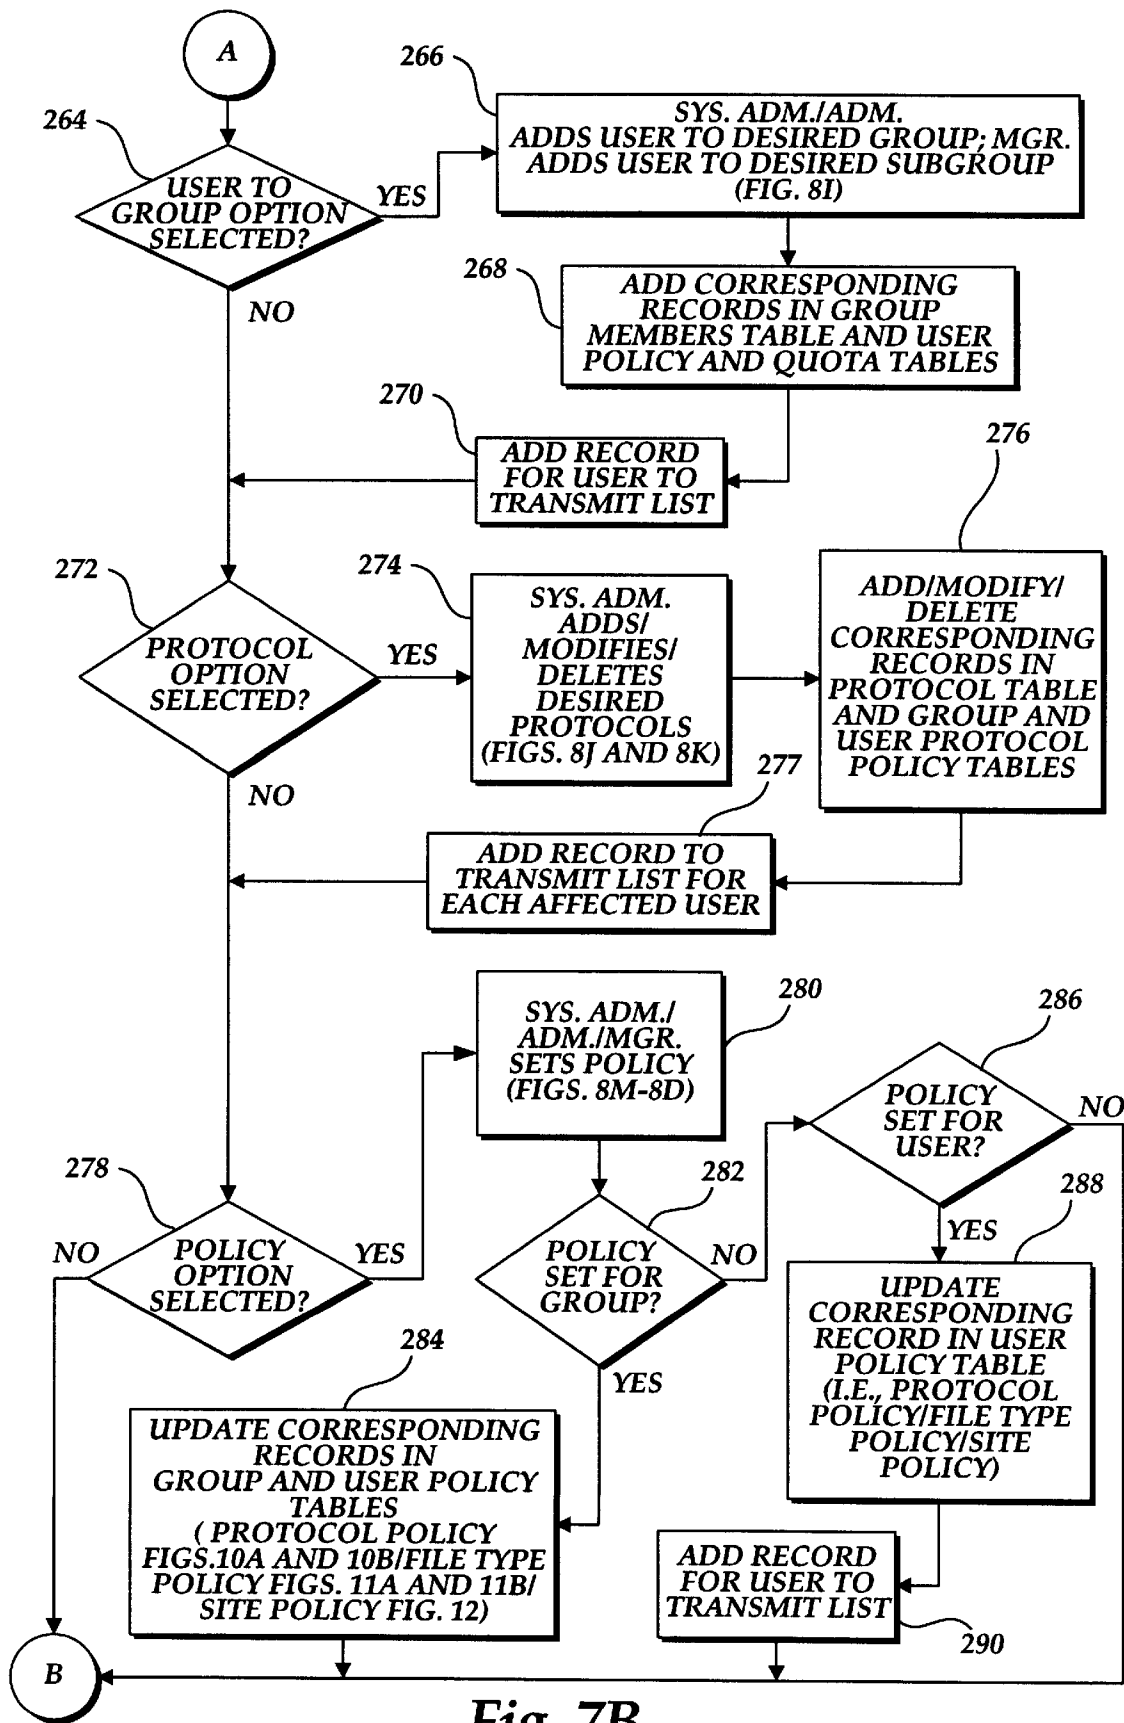 A
264
USER TO
GROUP OPTION
SELECTED?
YES
NO
266
SYS. ADM./ADM.
ADDS USER TO DESIRED GROUP; MGR.
ADDS USER TO DESIRED SUBGROUP
(FIG. 8I)
268
ADD CORRESPONDING
RECORDS IN GROUP
MEMBERS TABLE AND USER
POLICY AND QUOTA TABLES
270
ADD RECORD
FOR USER TO
TRANSMIT LIST
272
PROTOCOL
OPTION
SELECTED?
YES
NO
274
SYS. ADM.
ADDS/
MODIFIES/
DELETES
DESIRED
PROTOCOLS
(FIGS. 8J AND 8K)
276
ADD/MODIFY/
DELETE
CORRESPONDING
RECORDS IN
PROTOCOL TABLE
AND GROUP AND
USER PROTOCOL
POLICY TABLES
277
ADD RECORD TO
TRANSMIT LIST FOR
EACH AFFECTED USER
278
POLICY
OPTION
SELECTED?
NO
YES
280
SYS. ADM./
ADM./MGR.
SETS POLICY
(FIGS. 8M-8D)
282
POLICY
SET FOR
GROUP?
NO
YES
284
UPDATE CORRESPONDING
RECORDS IN
GROUP AND USER POLICY
TABLES
( PROTOCOL POLICY
FIGS.10A AND 10B/FILE TYPE
POLICY FIGS. 11A AND 11B/
SITE POLICY FIG. 12)
286
POLICY
SET FOR
USER?
NO
YES
288
UPDATE
CORRESPONDING
RECORD IN USER
POLICY TABLE
(I.E., PROTOCOL
POLICY/FILE TYPE
POLICY/SITE
POLICY)
ADD RECORD
FOR USER TO
TRANSMIT LIST
290
B
Fig. 7B